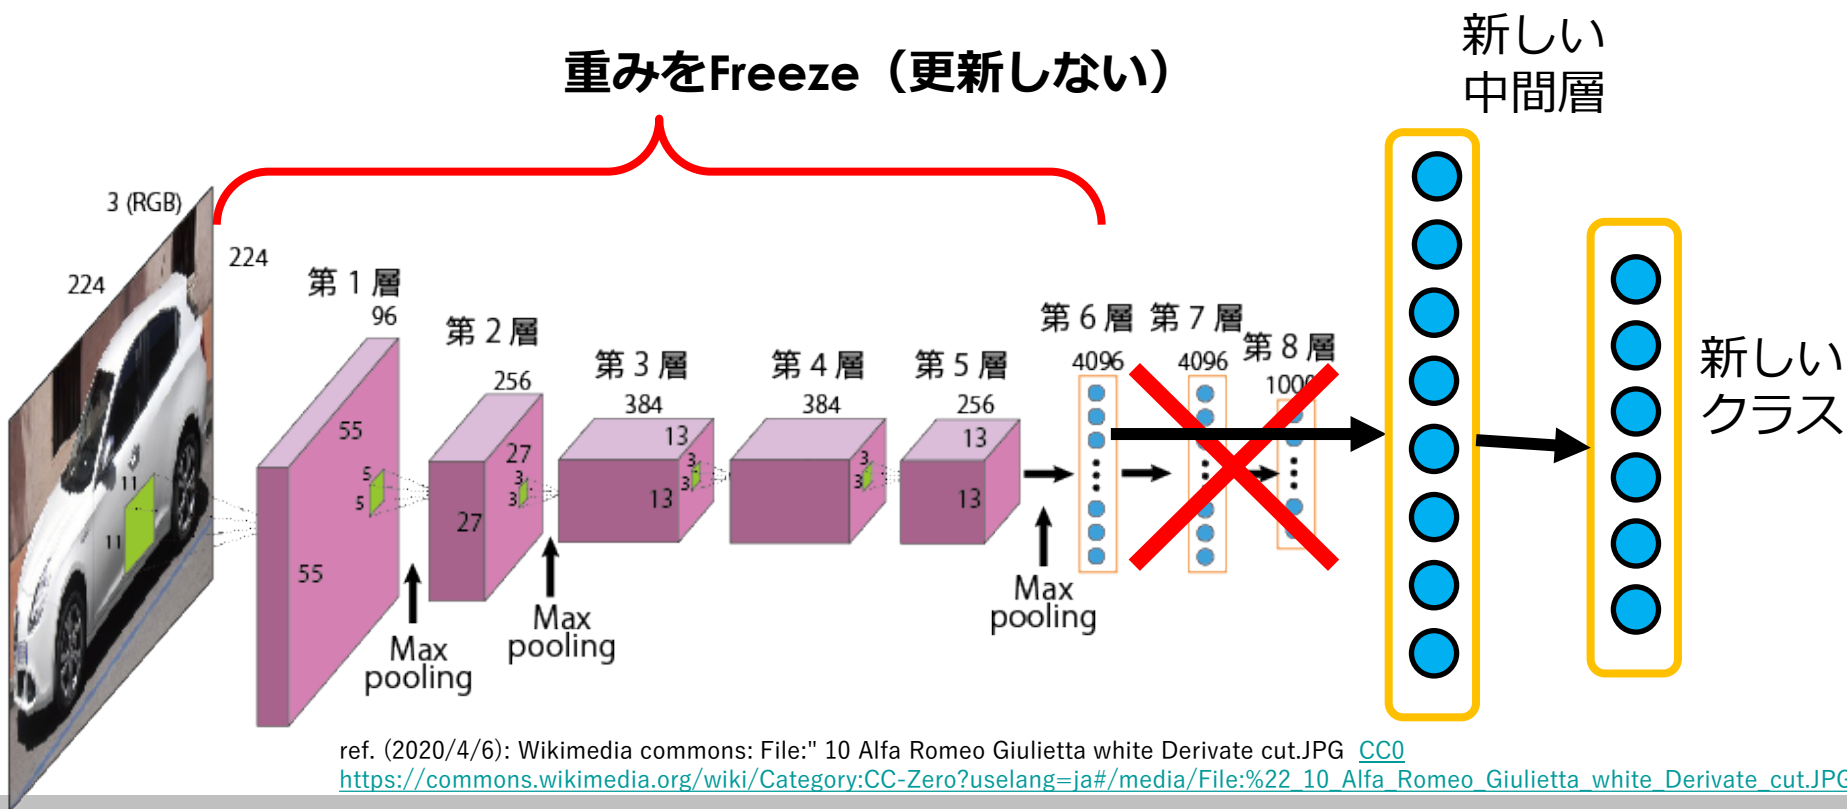 新しい
中間層
重みをFreeze（更新しない）
3 (RGB)
224
224
第 1 層
96
第 2 層
256
第 3 層
384
第 4 層
384
第 5 層
256
第 6 層
4096
第 7 層
4096
第 8 層
1000
新しい
クラス
11
11
55
55
5
5
27
27
3
3
13
13
3
3
3
3
13
13
Max
pooling
Max
pooling
Max
pooling
ref. (2020/4/6): Wikimedia commons: File:" 10 Alfa Romeo Giulietta white Derivate cut.JPG CC0
https://commons.wikimedia.org/wiki/Category:CC-Zero?uselang=ja#/media/File:%22_10_Alfa_Romeo_Giulietta_white_Derivate_cut.JPG